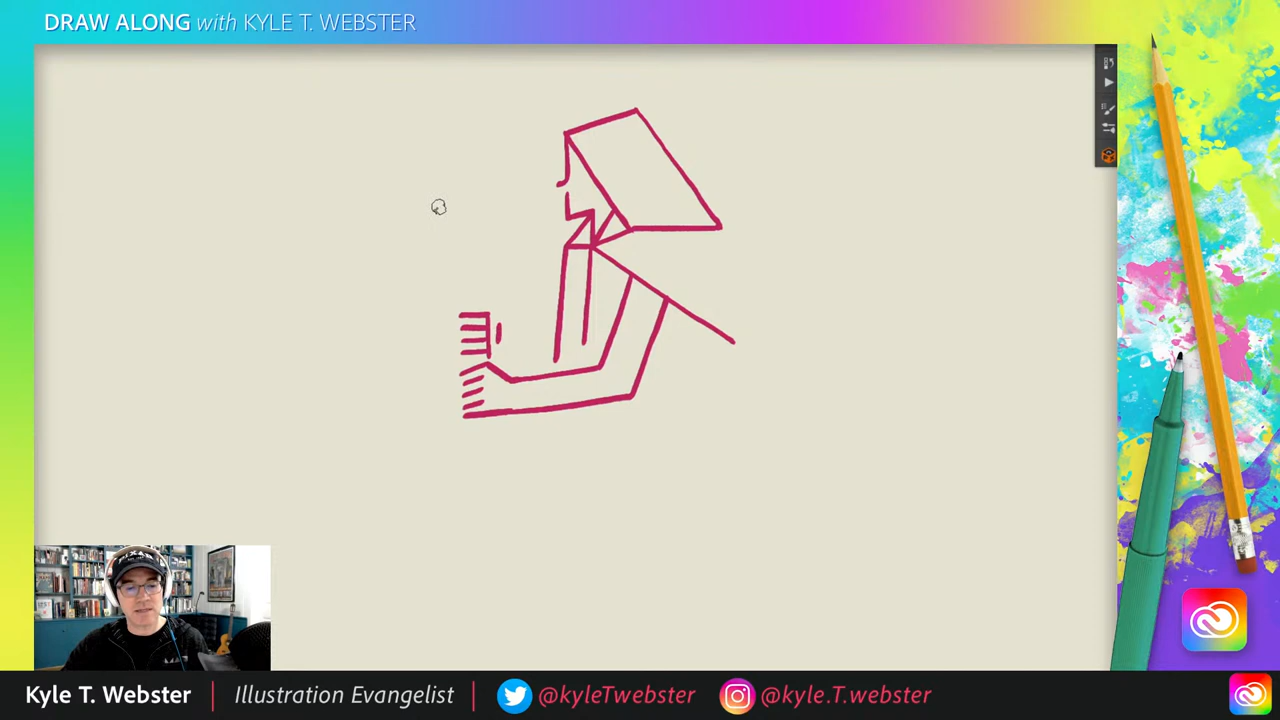 DRAW ALONG with KYLE T. WEBSTER
Kyle T. Webster | Illustration Evangelist | @kyleTwebster @kyle.T.webster